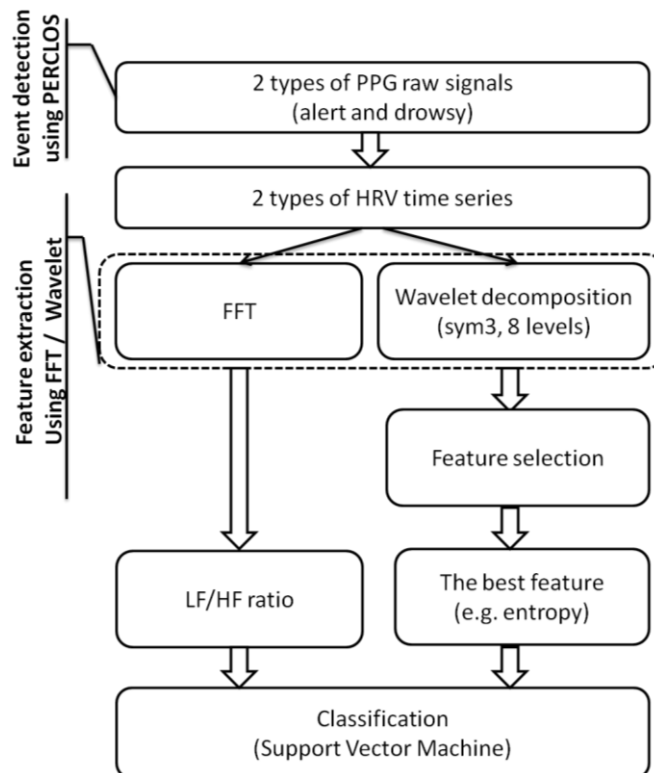 Event detection
using PERCLOS
2 types of PPG raw signals
(alert and drowsy)
2 types of HRV time series
Feature extraction
Using FFT / Wavelet
FFT
Wavelet decomposition
(sym3, 8 levels)
Feature selection
LF/HF ratio
The best feature
(e.g. entropy)
Classification
(Support Vector Machine)